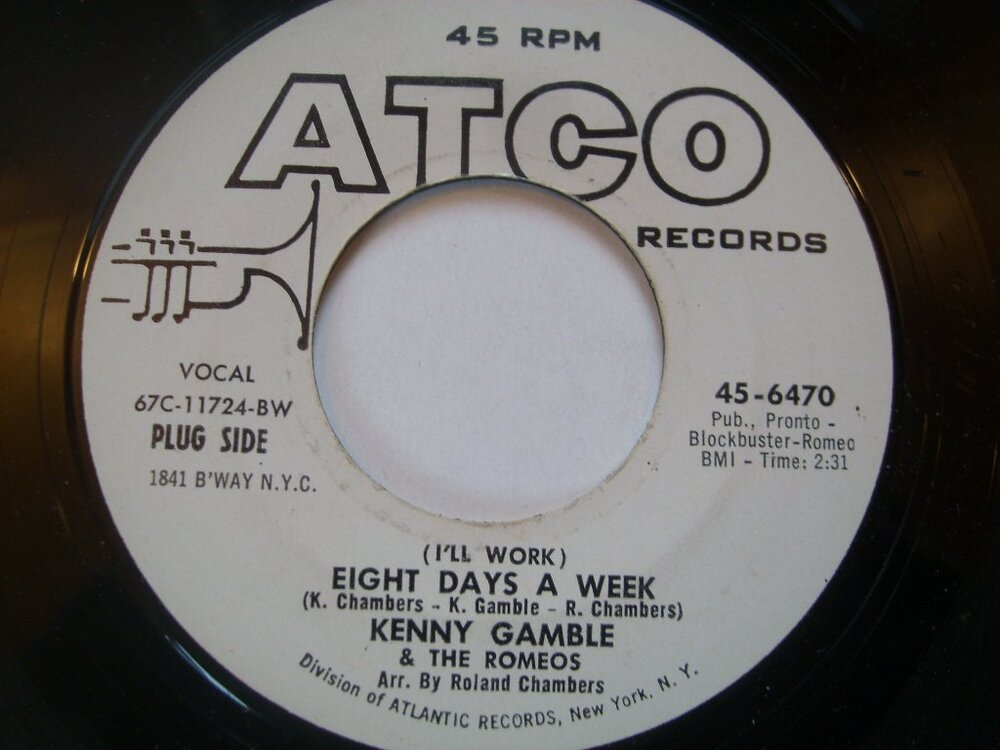 45 RPM
ATCO
RECORDS
VOCAL
67C-11724-BW
PLUG SIDE
1841 B'WAY N.Y.C.
45-6470
Pub., Pronto -
Blockbuster-Romeo
BMI - Time: 2:31
(I'LL WORK)
EIGHT DAYS A WEEK
(K. Chambers - K. Gamble - R. Chambers)
KENNY GAMBLE
& THE ROMEOS
Arr. By Roland Chambers
Division of ATLANTIC RECORDS, New York, N. Y.